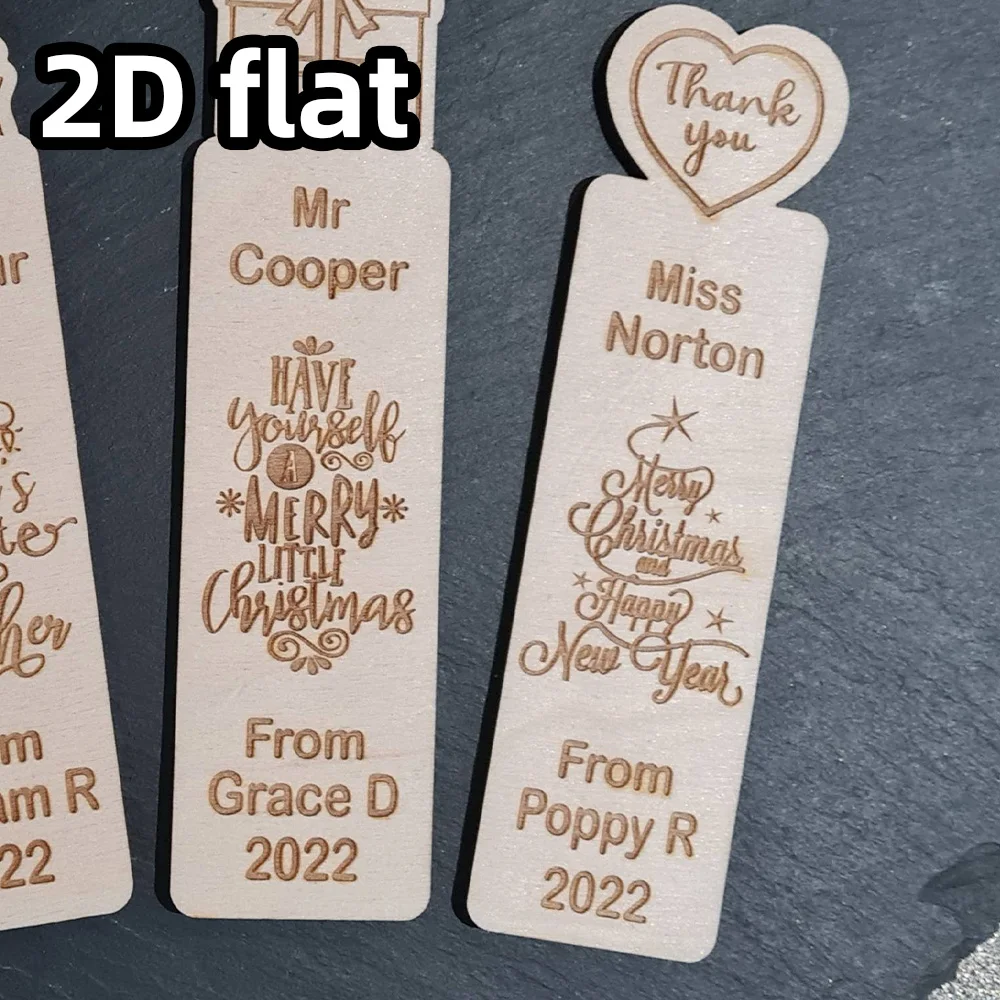 2D flat
Mr
Cooper
HAVE
yourself
A
MERRY
LITTLE
Christmas
From
Grace D
2022
Thank
you
Miss
Norton
Merry
Christmas
and
Happy
New Year
From
Poppy R
2022